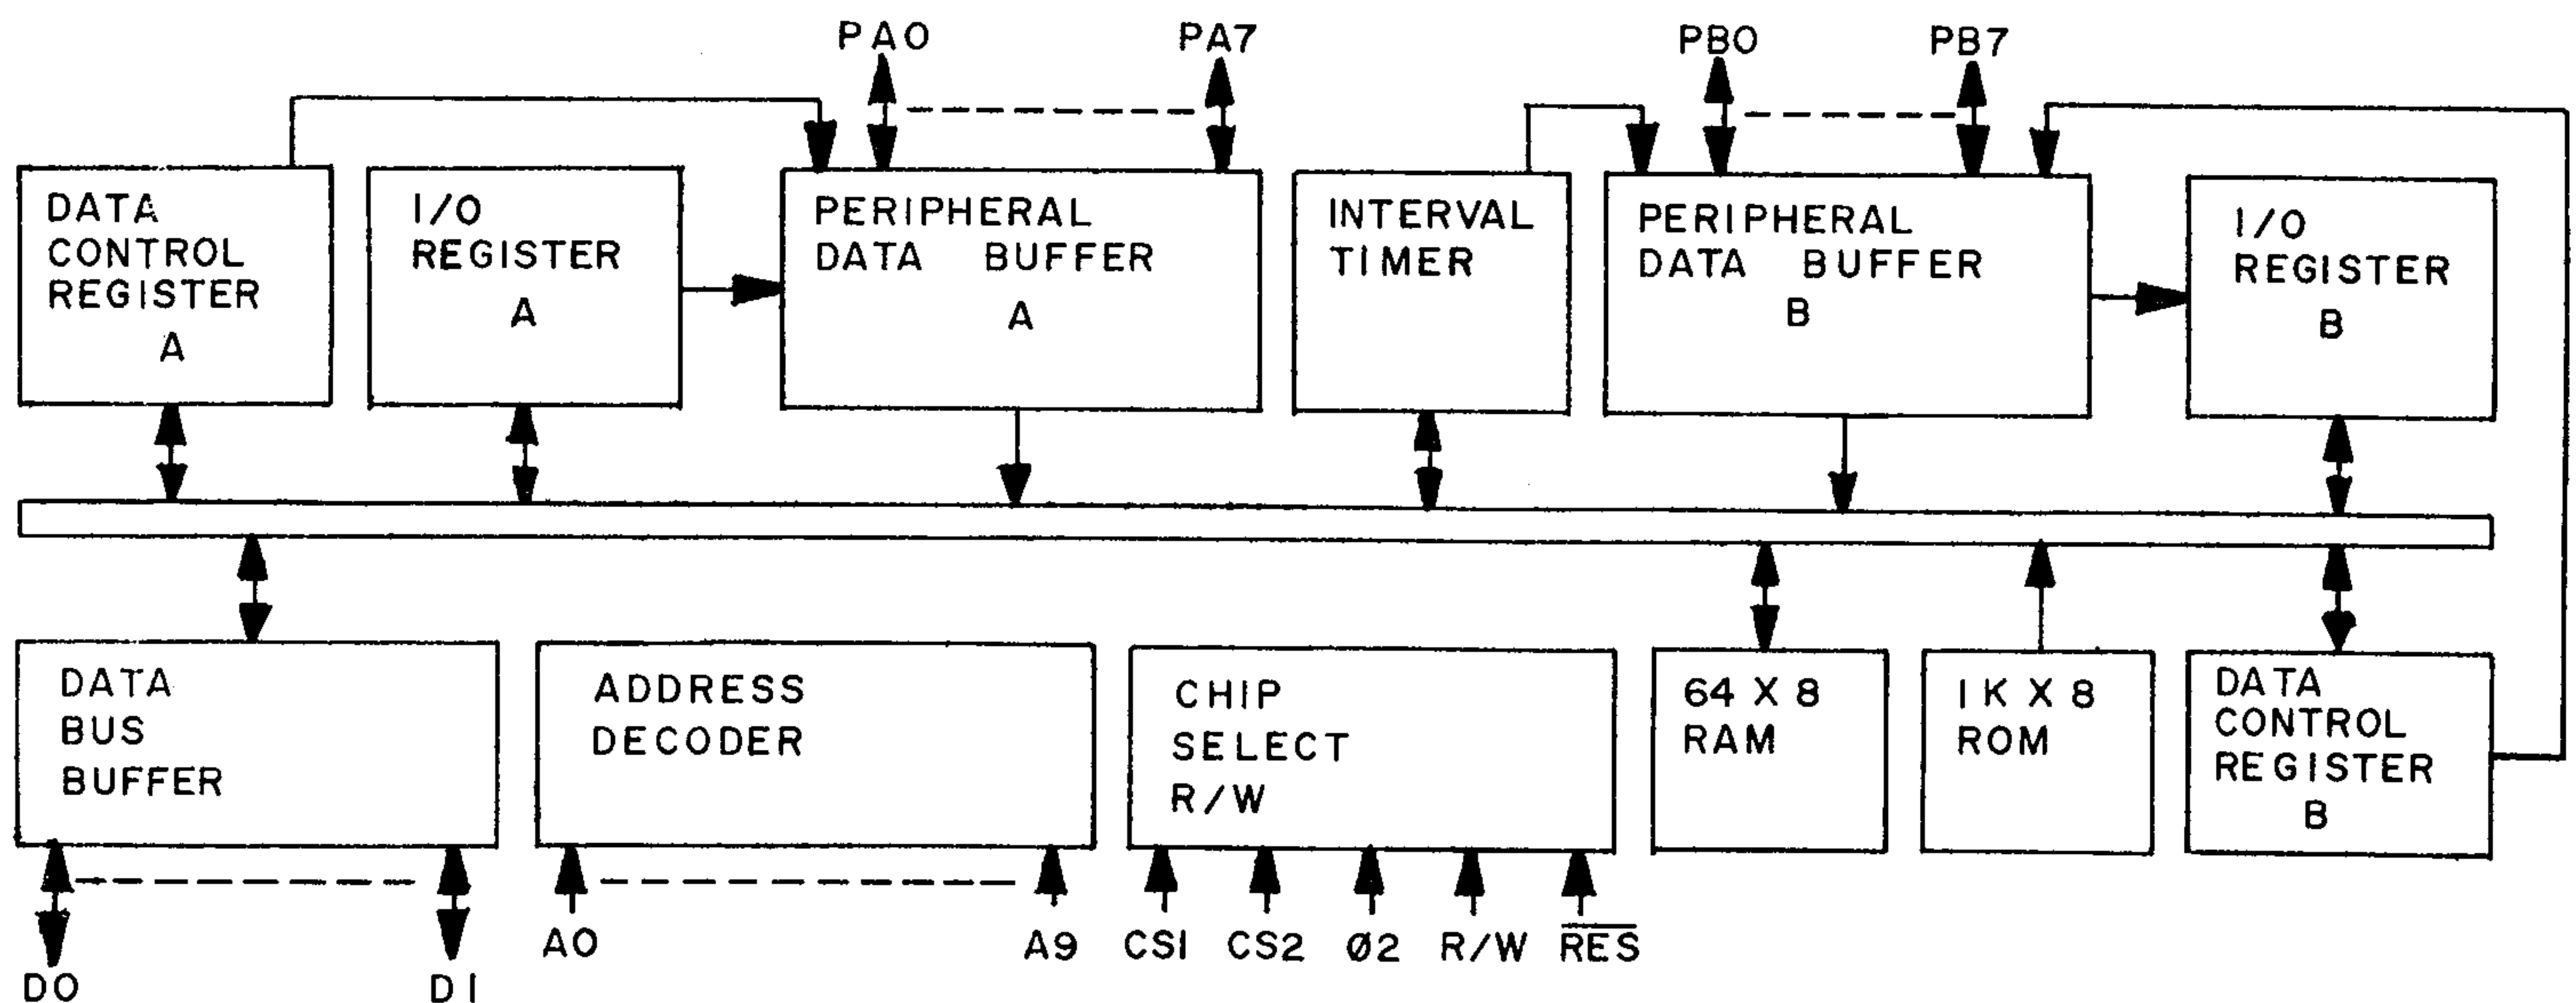 PA0 PA7 PB0 PB7
DATA
CONTROL
REGISTER
A
I/O
REGISTER
A
PERIPHERAL
DATA BUFFER
A
INTERVAL
TIMER
PERIPHERAL
DATA BUFFER
B
I/O
REGISTER
B
DATA
BUS
BUFFER
ADDRESS
DECODER
CHIP
SELECT
R/W
64 X 8
RAM
1K X 8
ROM
DATA
CONTROL
REGISTER
B
D0 D1 A0 A9 CS1 CS2 Ø2 R/W R̅E̅S̅